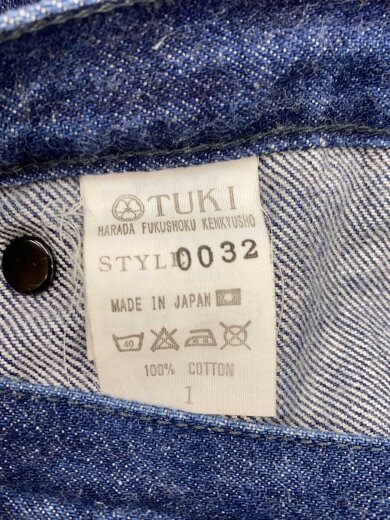 TUKI
HARADA FUKUSHOKU KENKYUSHO
STYLE 0032
MADE IN JAPAN
40
100% COTTON
1